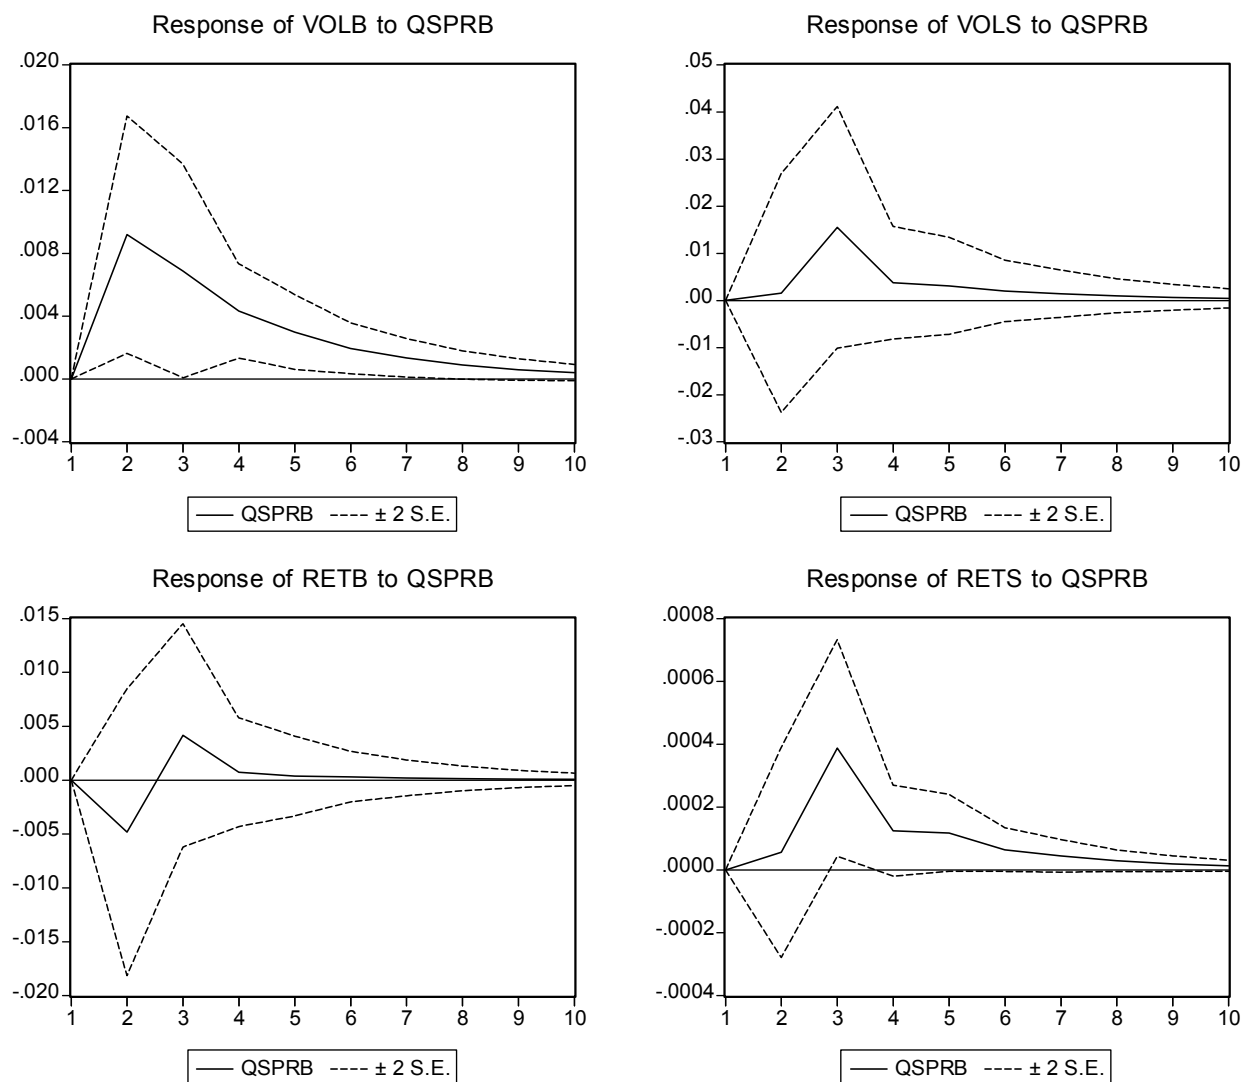 Response of VOLB to QSPRB
.020
.016
.012
.008
.004
.000
-.004
1 2 3 4 5 6 7 8 9 10
QSPRB ± 2 S.E.
Response of VOLS to QSPRB
.05
.04
.03
.02
.01
.00
-.01
-.02
-.03
1 2 3 4 5 6 7 8 9 10
QSPRB ± 2 S.E.
Response of RETB to QSPRB
.015
.010
.005
.000
-.005
-.010
-.015
-.020
1 2 3 4 5 6 7 8 9 10
QSPRB ± 2 S.E.
Response of RETS to QSPRB
.0008
.0006
.0004
.0002
.0000
-.0002
-.0004
1 2 3 4 5 6 7 8 9 10
QSPRB ± 2 S.E.